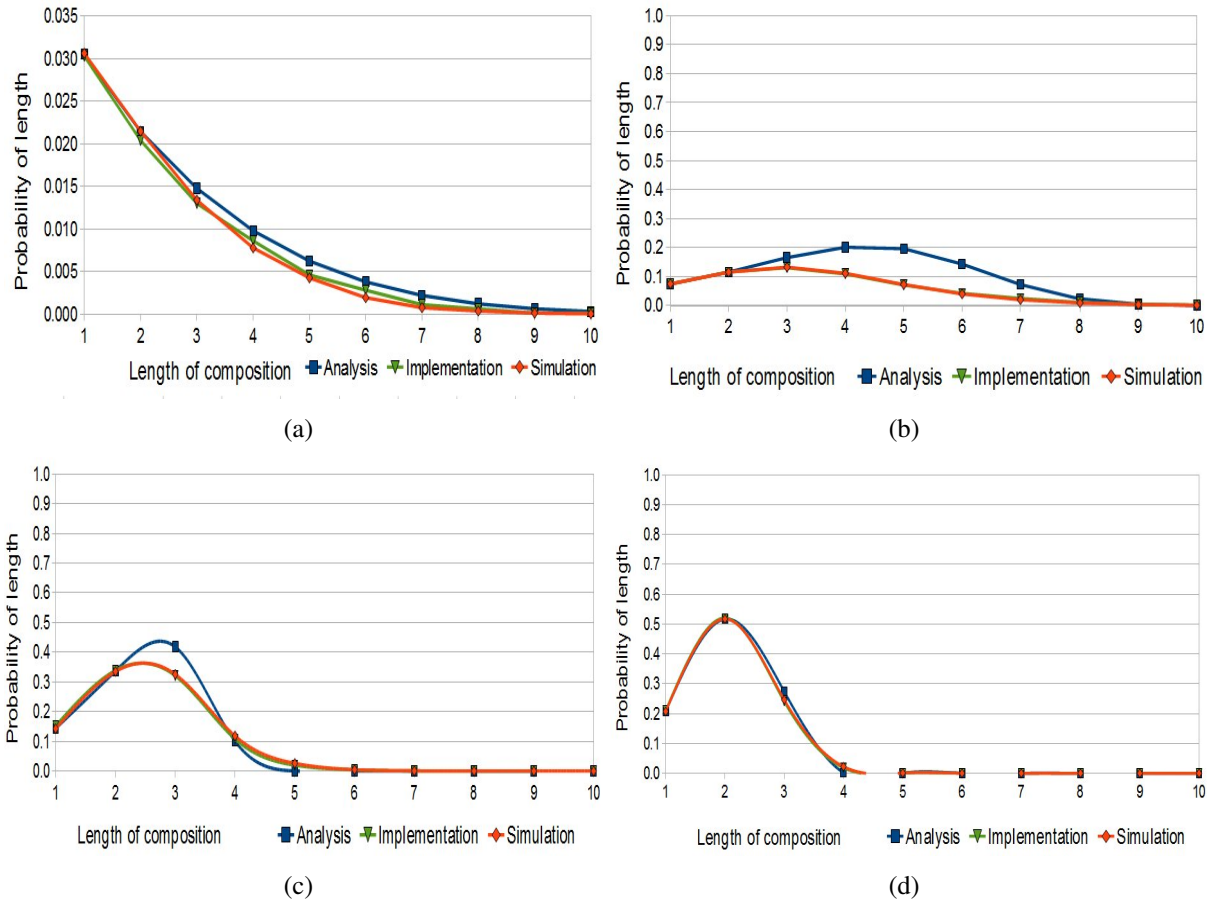 0.035
0.030
0.025
0.020
0.015
0.010
0.005
0.000
Probability of length
1 2 3 4 5 6 7 8 9 10
Length of composition Analysis Implementation Simulation
(a)
1.0
0.9
0.8
0.7
0.6
0.5
0.4
0.3
0.2
0.1
0.0
Probability of length
1 2 3 4 5 6 7 8 9 10
Length of composition Analysis Implementation Simulation
(b)
1.0
0.9
0.8
0.7
0.6
0.5
0.4
0.3
0.2
0.1
0.0
Probability of length
1 2 3 4 5 6 7 8 9 10
Length of composition Analysis Implementation Simulation
(c)
1.0
0.9
0.8
0.7
0.6
0.5
0.4
0.3
0.2
0.1
0.0
Probability of length
1 2 3 4 5 6 7 8 9 10
Length of composition Analysis Implementation Simulation
(d)